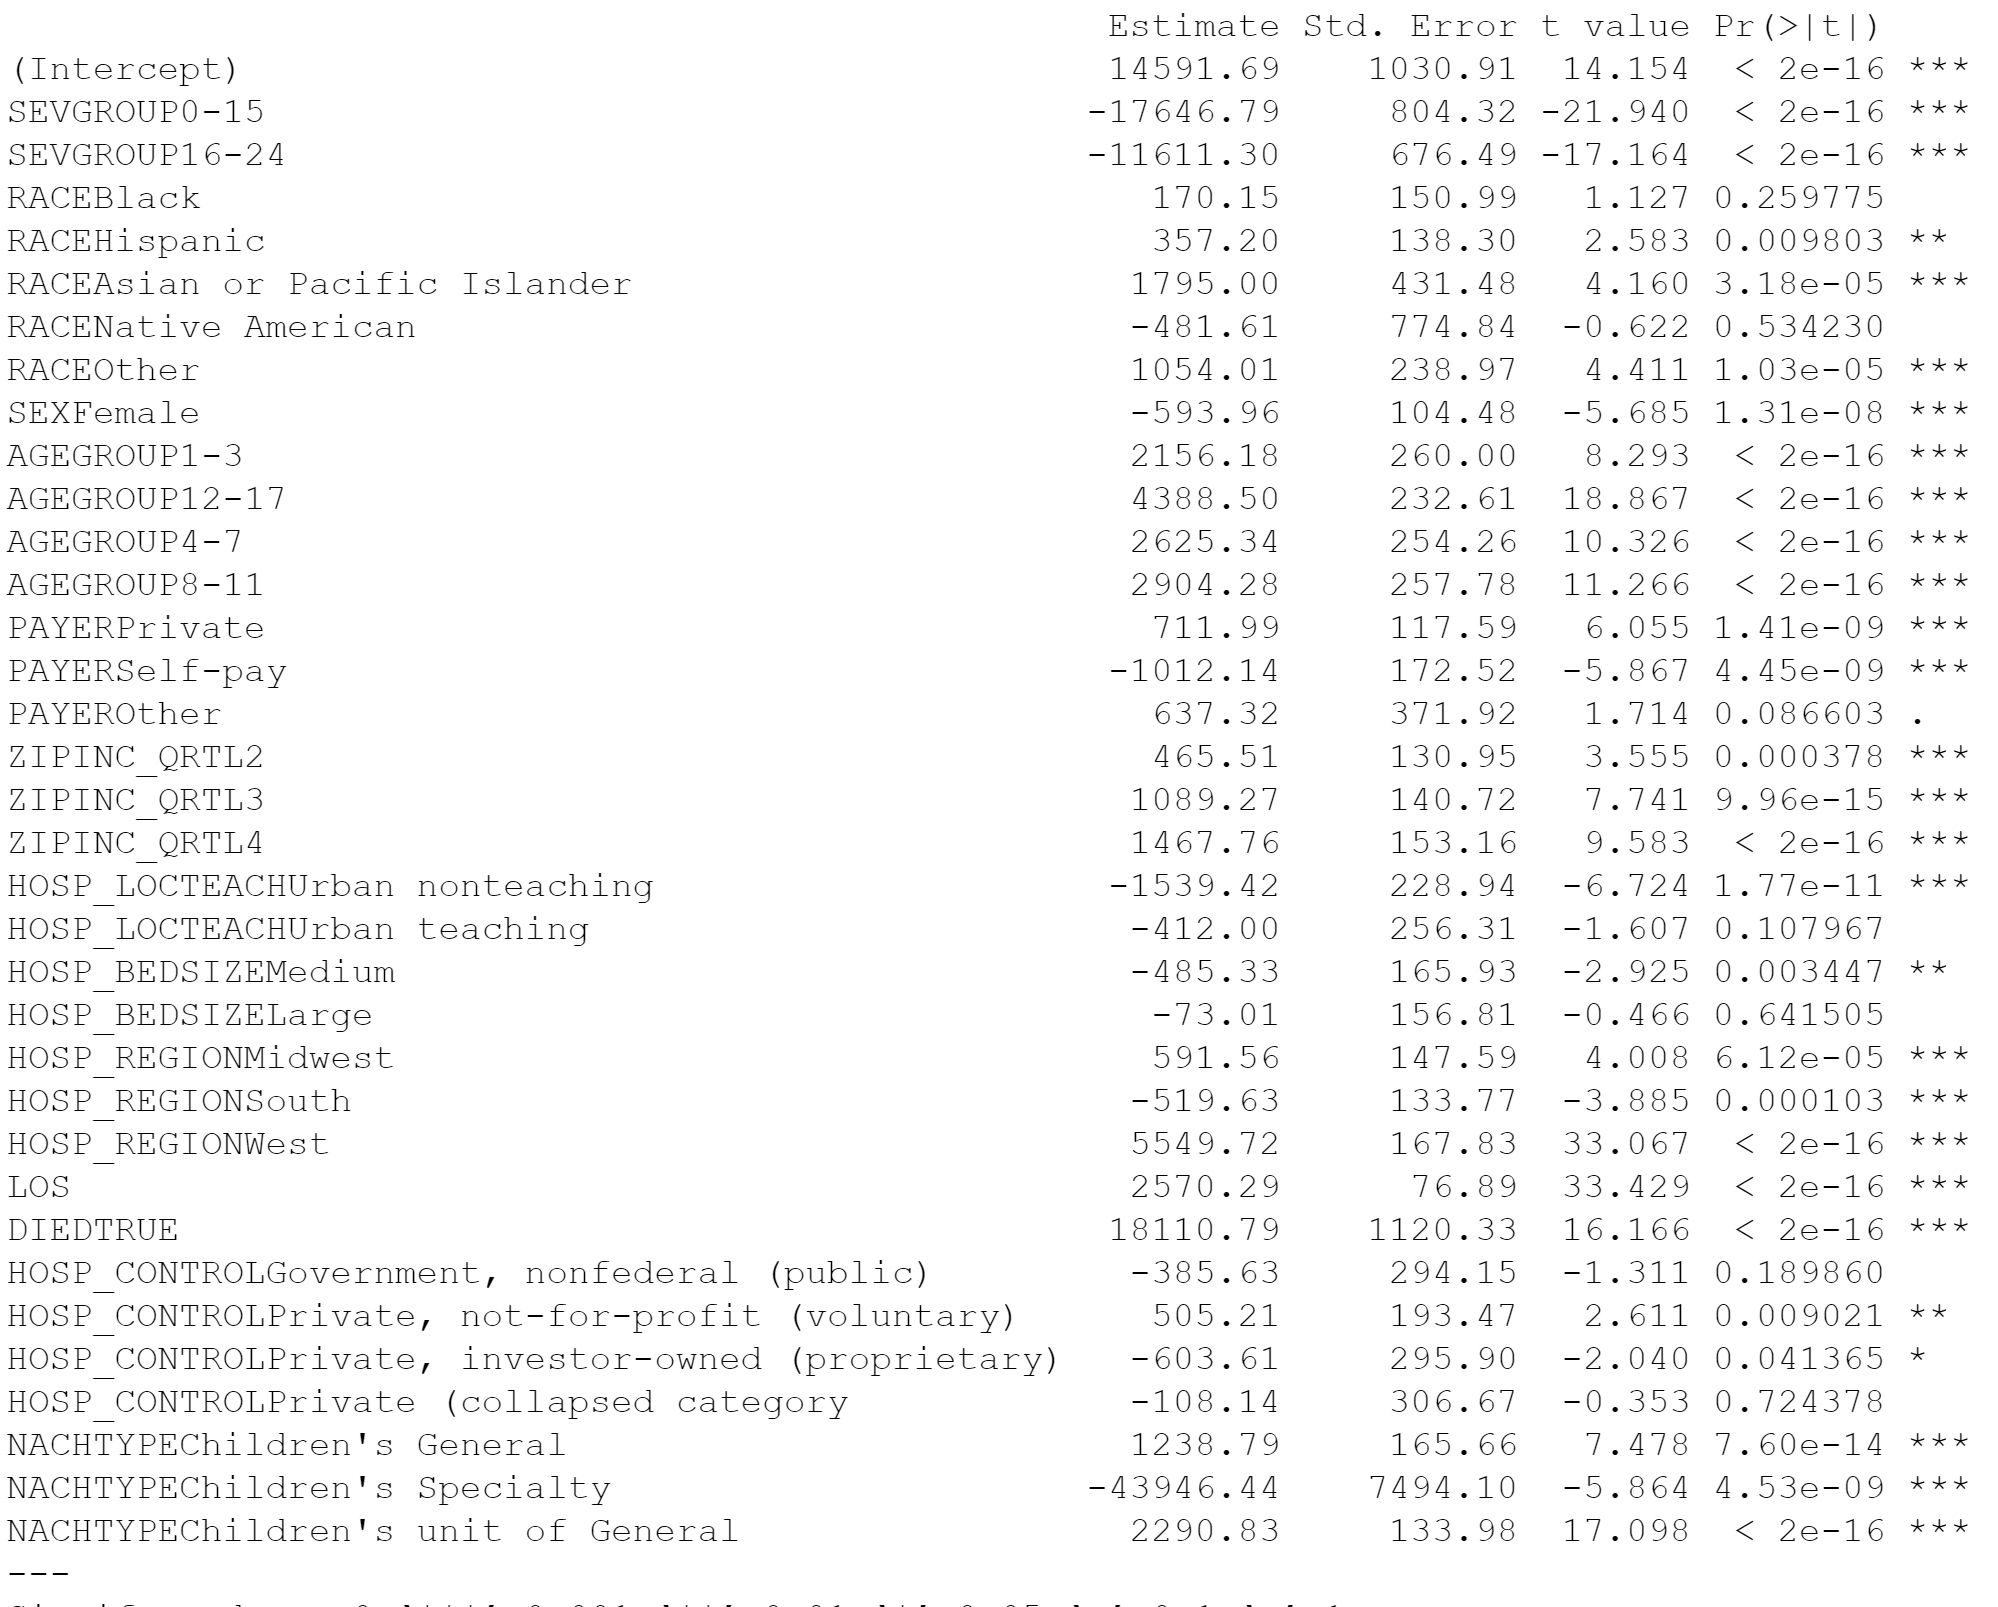 Estimate Std. Error t value Pr(>|t|)
(Intercept) 14591.69 1030.91 14.154 < 2e-16 ***
SEVGROUP0-15 -17646.79 804.32 -21.940 < 2e-16 ***
SEVGROUP16-24 -11611.30 676.49 -17.164 < 2e-16 ***
RACEBlack 170.15 150.99 1.127 0.259775
RACEHispanic 357.20 138.30 2.583 0.009803 **
RACEAsian or Pacific Islander 1795.00 431.48 4.160 3.18e-05 ***
RACENative American -481.61 774.84 -0.622 0.534230
RACEOther 1054.01 238.97 4.411 1.03e-05 ***
SEXFemale -593.96 104.48 -5.685 1.31e-08 ***
AGEGROUP1-3 2156.18 260.00 8.293 < 2e-16 ***
AGEGROUP12-17 4388.50 232.61 18.867 < 2e-16 ***
AGEGROUP4-7 2625.34 254.26 10.326 < 2e-16 ***
AGEGROUP8-11 2904.28 257.78 11.266 < 2e-16 ***
PAYERPrivate 711.99 117.59 6.055 1.41e-09 ***
PAYERSelf-pay -1012.14 172.52 -5.867 4.45e-09 ***
PAYEROther 637.32 371.92 1.714 0.086603 .
ZIPINC_QRTL2 465.51 130.95 3.555 0.000378 ***
ZIPINC_QRTL3 1089.27 140.72 7.741 9.96e-15 ***
ZIPINC_QRTL4 1467.76 153.16 9.583 < 2e-16 ***
HOSP_LOCTEACHUrban nonteaching -1539.42 228.94 -6.724 1.77e-11 ***
HOSP_LOCTEACHUrban teaching -412.00 256.31 -1.607 0.107967
HOSP_BEDSIZEMedium -485.33 165.93 -2.925 0.003447 **
HOSP_BEDSIZELarge -73.01 156.81 -0.466 0.641505
HOSP_REGIONMidwest 591.56 147.59 4.008 6.12e-05 ***
HOSP_REGIONSouth -519.63 133.77 -3.885 0.000103 ***
HOSP_REGIONWest 5549.72 167.83 33.067 < 2e-16 ***
LOS 2570.29 76.89 33.429 < 2e-16 ***
DIEDTRUE 18110.79 1120.33 16.166 < 2e-16 ***
HOSP_CONTROLGovernment, nonfederal (public) -385.63 294.15 -1.311 0.189860
HOSP_CONTROLPrivate, not-for-profit (voluntary) 505.21 193.47 2.611 0.009021 **
HOSP_CONTROLPrivate, investor-owned (proprietary) -603.61 295.90 -2.040 0.041365 *
HOSP_CONTROLPrivate (collapsed category -108.14 306.67 -0.353 0.724378
NACHTYPEChildren's General 1238.79 165.66 7.478 7.60e-14 ***
NACHTYPEChildren's Specialty -43946.44 7494.10 -5.864 4.53e-09 ***
NACHTYPEChildren's unit of General 2290.83 133.98 17.098 < 2e-16 ***
---